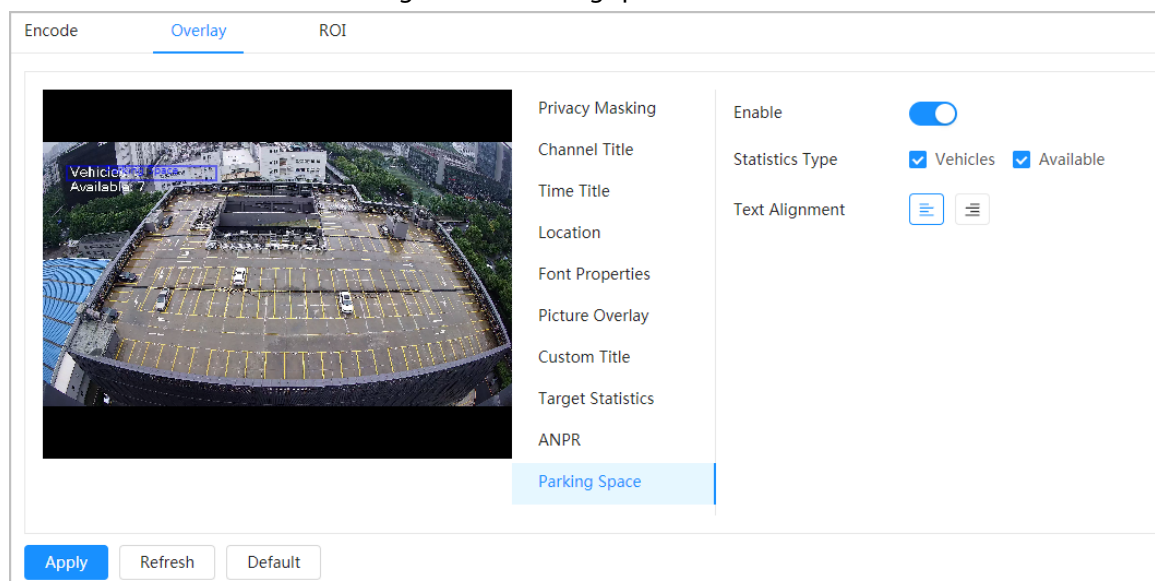 Encode Overlay ROI
Privacy Masking
Channel Title
Time Title
Location
Font Properties
Picture Overlay
Custom Title
Target Statistics
ANPR
Parking Space
Enable
Statistics Type Vehicles Available
Text Alignment
Available: 7
Apply Refresh Default